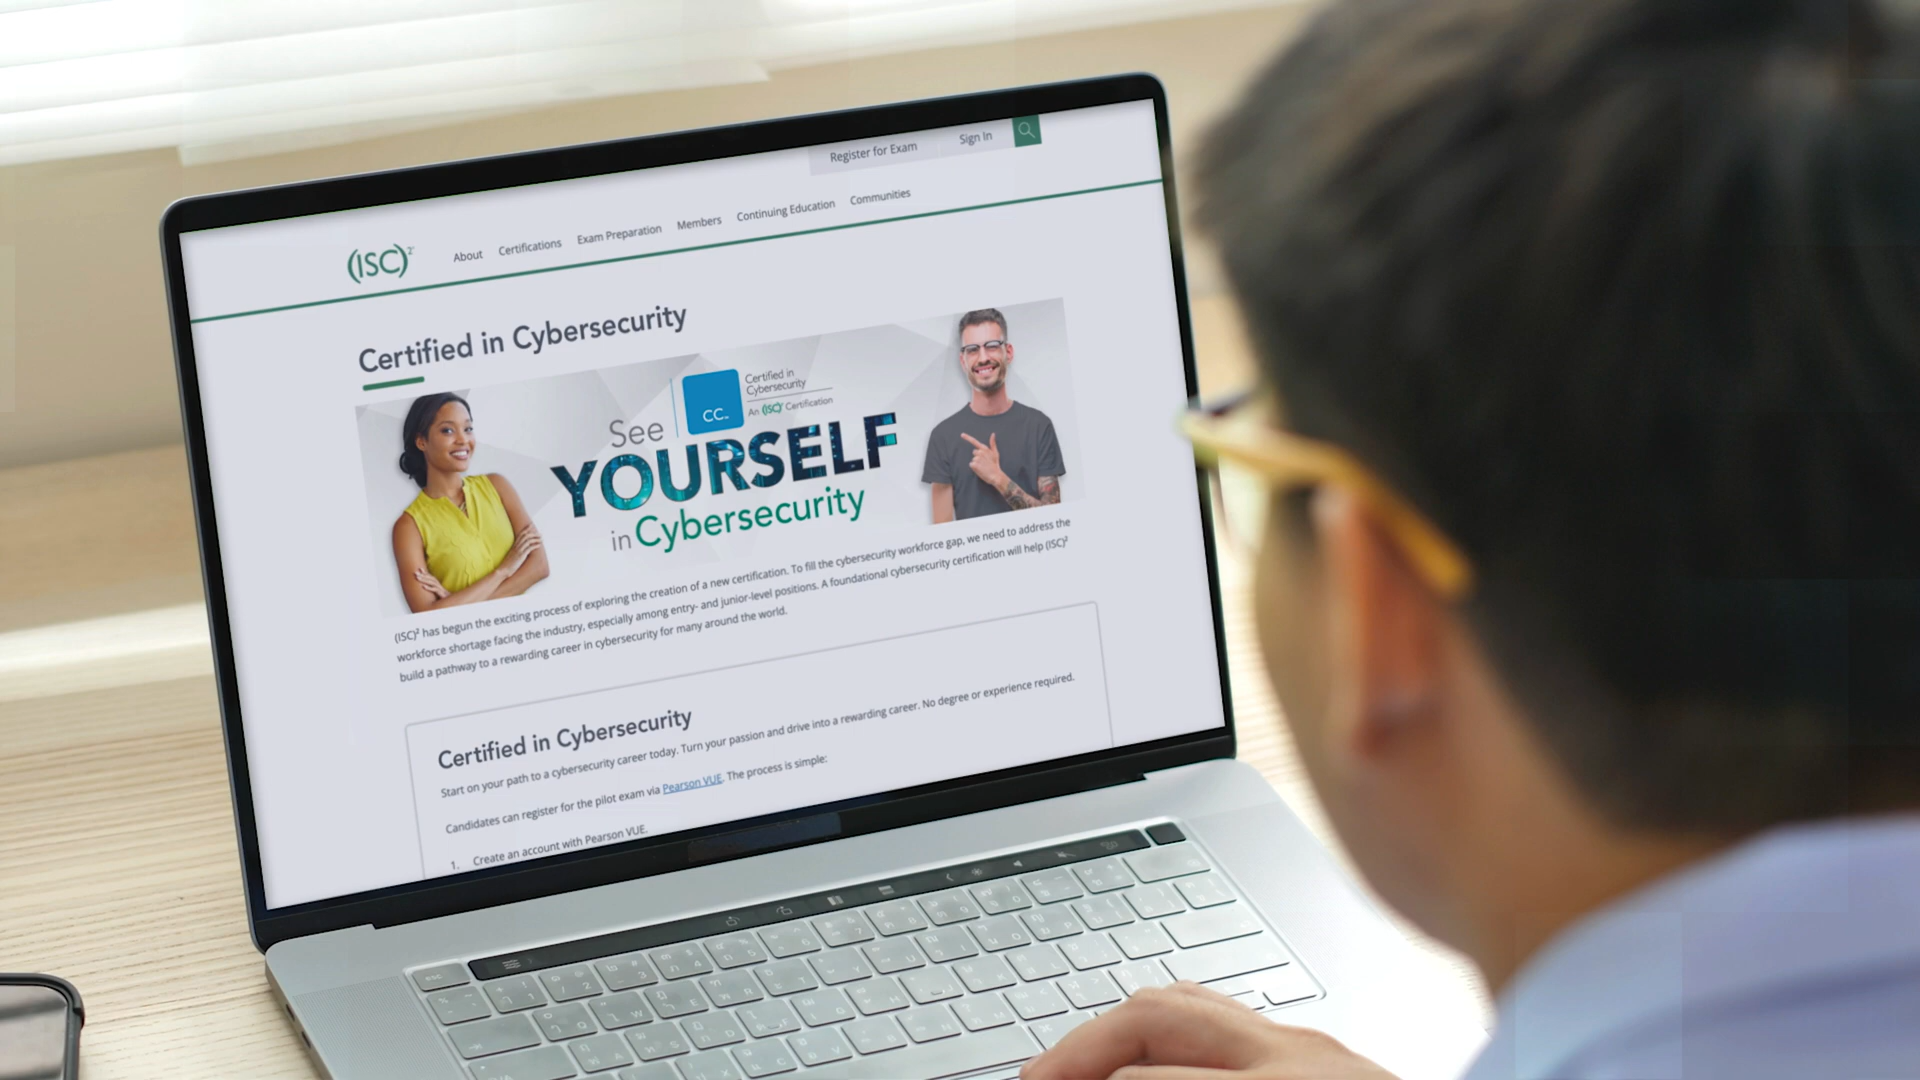 Register for Exam
Sign In
(ISC)²
About
Certifications
Exam Preparation
Members
Continuing Education
Communities
Certified in Cybersecurity
See
CC℠
Certified in
Cybersecurity
An (ISC)² Certification
YOURSELF
in Cybersecurity
(ISC)² has begun the exciting process of exploring the creation of a new certification. To fill the cybersecurity workforce gap, we need to address the
workforce shortage facing the industry, especially among entry- and junior-level positions. A foundational cybersecurity certification will help (ISC)²
build a pathway to a rewarding career in cybersecurity for many around the world.
Certified in Cybersecurity
Start on your path to a cybersecurity career today. Turn your passion and drive into a rewarding career. No degree or experience required.
Candidates can register for the pilot exam via Pearson VUE. The process is simple:
1. Create an account with Pearson VUE.
esc